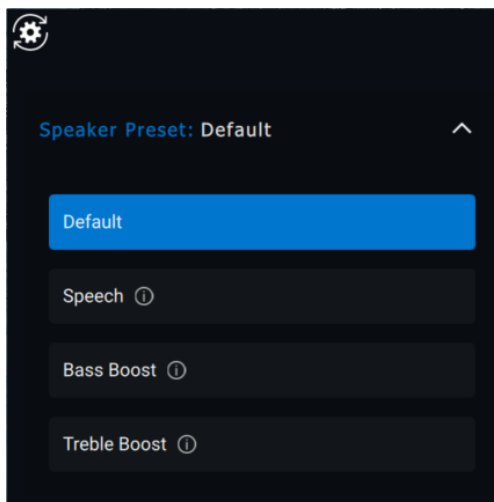 Speaker Preset: Default
Default
Speech
Bass Boost
Treble Boost